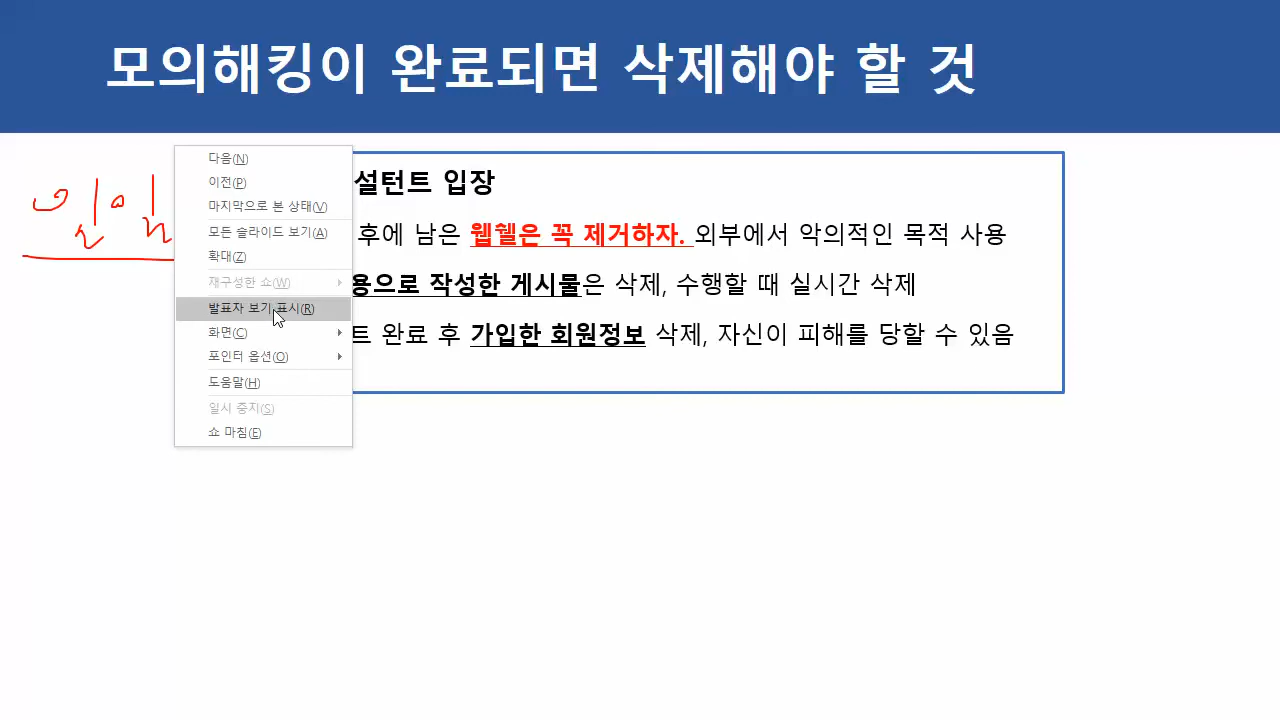 모의해킹이 완료되면 삭제해야 할 것
다음(N)
이전(P)
마지막으로 본 상태(V)
모든 슬라이드 보기(A)
확대(Z)
재구성한 쇼(W)
발표자 보기 표시(R)
화면(C)
포인터 옵션(O)
도움말(H)
일시 중지(S)
쇼 마침(E)
설턴트 입장
후에 남은 웹쉘은 꼭 제거하자. 외부에서 악의적인 목적 사용
용으로 작성한 게시물은 삭제, 수행할 때 실시간 삭제
트 완료 후 가입한 회원정보 삭제, 자신이 피해를 당할 수 있음